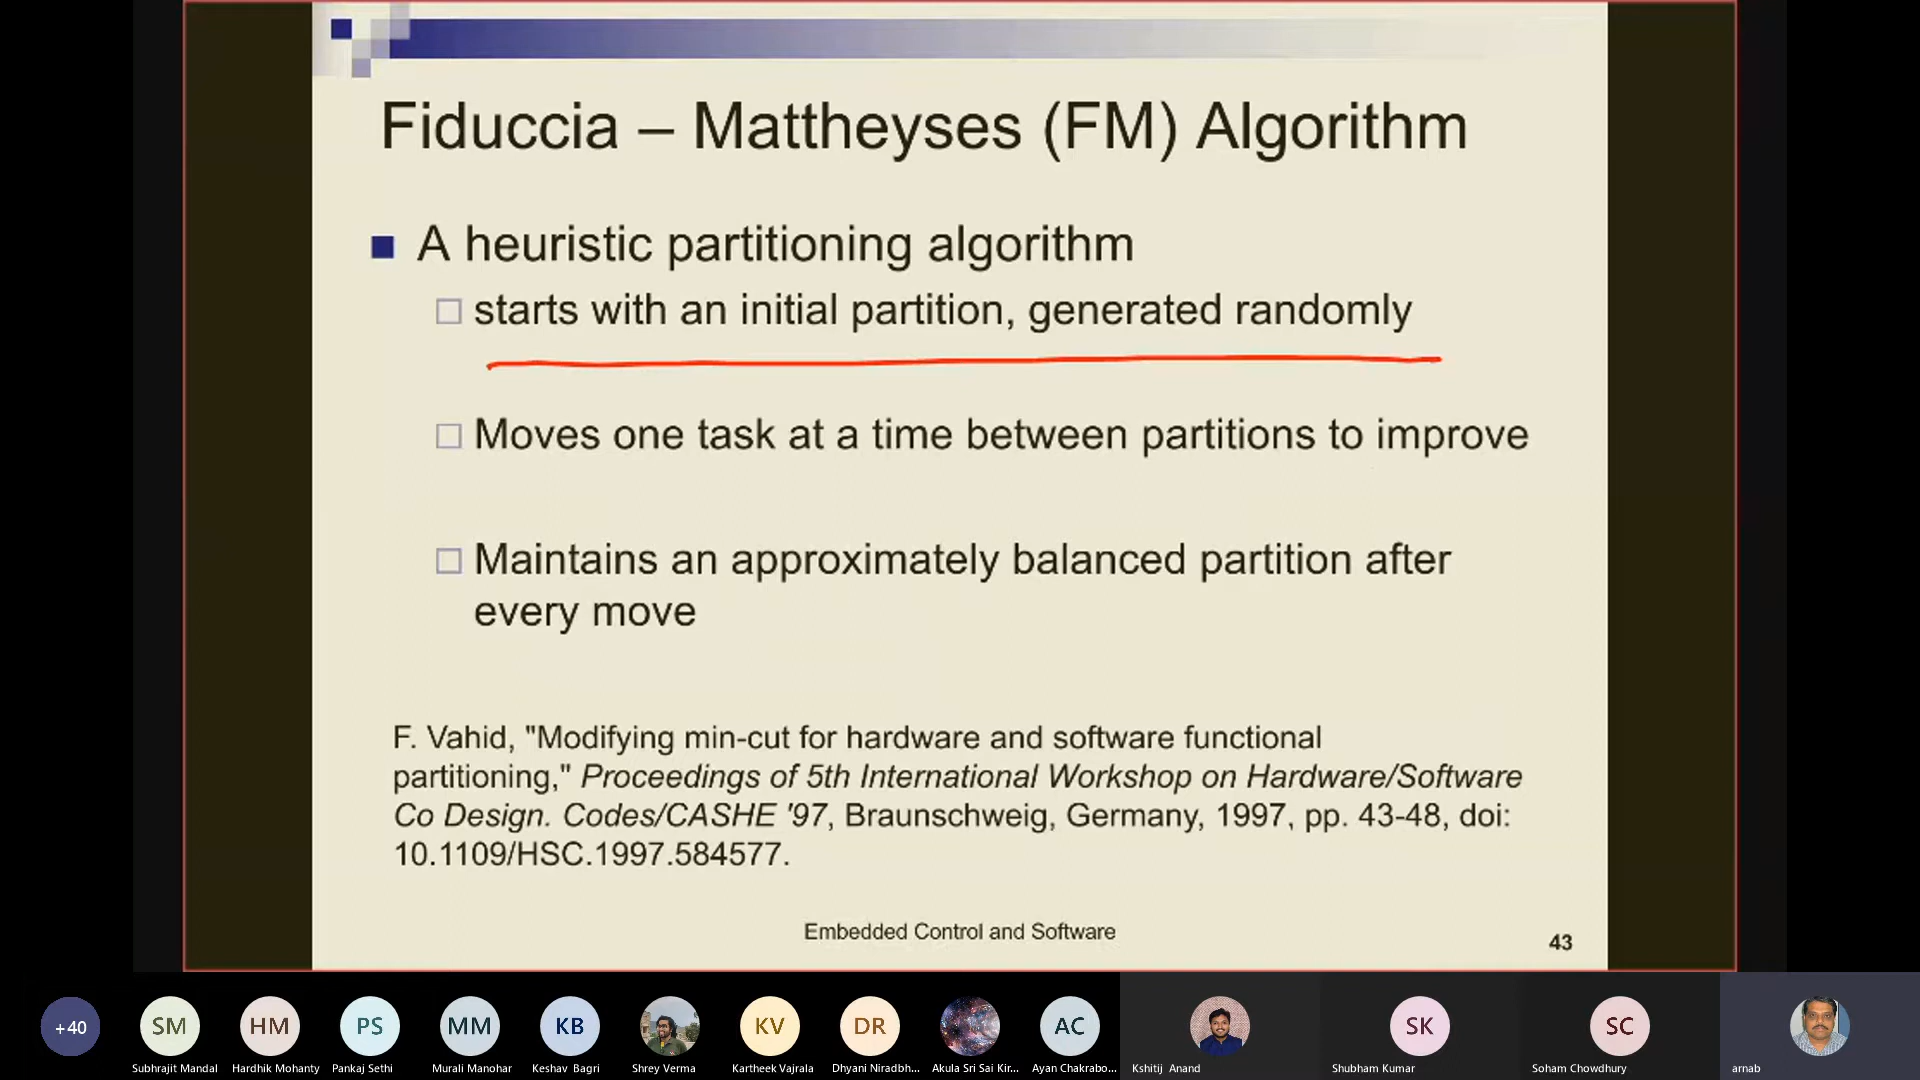 Fiduccia – Mattheyses (FM) Algorithm
A heuristic partitioning algorithm
starts with an initial partition, generated randomly
Moves one task at a time between partitions to improve
Maintains an approximately balanced partition after
every move
F. Vahid, "Modifying min-cut for hardware and software functional
partitioning," Proceedings of 5th International Workshop on Hardware/Software
Co Design. Codes/CASHE '97, Braunschweig, Germany, 1997, pp. 43-48, doi:
10.1109/HSC.1997.584577.
Embedded Control and Software
43
+40 SM HM PS MM KB KV DR AC SK SC
Subhrajit Mandal Hardhik Mohanty Pankaj Sethi Murali Manohar Keshav Bagri Shrey Verma Kartheek Vajrala Dhyani Niradbh... Akula Sri Sai Kir... Ayan Chakrabo... Kshitij Anand Shubham Kumar Soham Chowdhury arnab